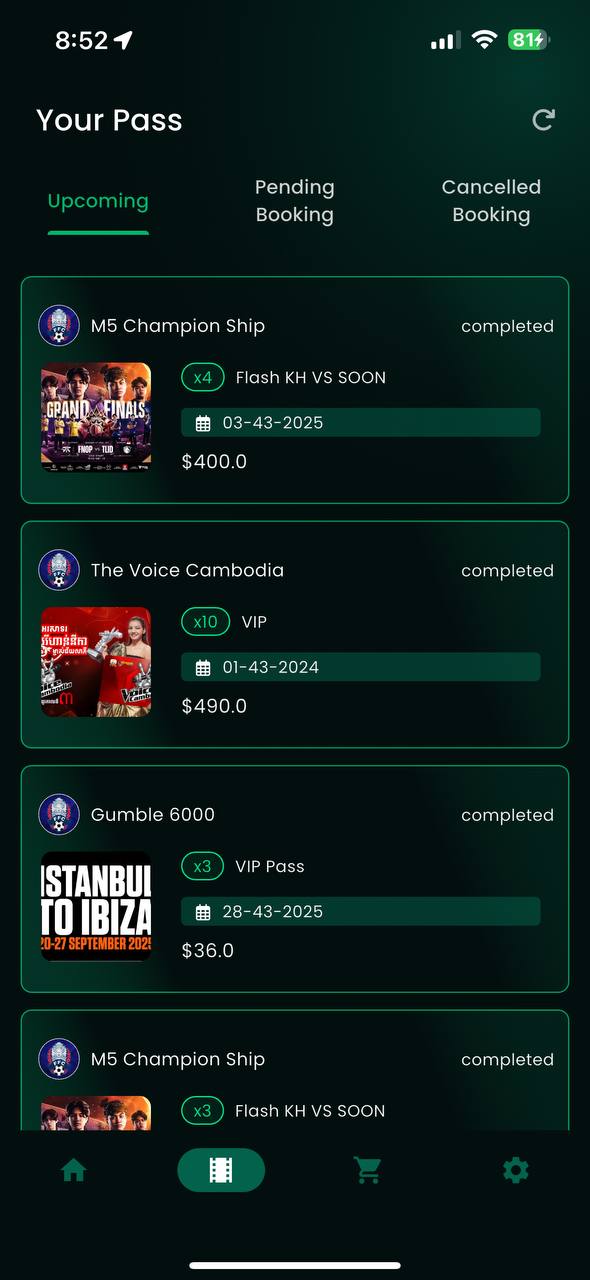 8:52
81
Your Pass
Upcoming
Pending
Booking
Cancelled
Booking
M5 Champion Ship
completed
GRAND FINALS
FNOP vs TLID
x4 Flash KH VS SOON
03-43-2025
$400.0
The Voice Cambodia
completed
x10 VIP
01-43-2024
$490.0
Gumble 6000
completed
ISTANBUL
TO IBIZA
20-27 SEPTEMBER 2025
x3 VIP Pass
28-43-2025
$36.0
M5 Champion Ship
completed
x3 Flash KH VS SOON